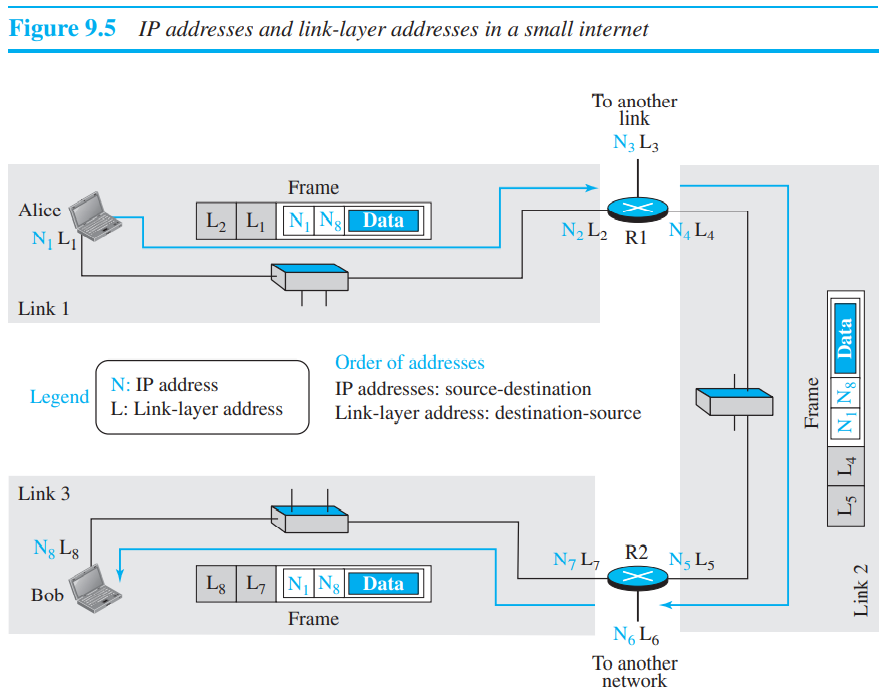 Figure 9.5 IP addresses and link-layer addresses in a small internet
To another
link
N3 L3
Alice
N1 L1
Frame
L2 L1 N1 N8 Data
N2 L2
R1
N4 L4
Link 1
Legend
N: IP address
L: Link-layer address
Order of addresses
IP addresses: source-destination
Link-layer address: destination-source
Frame
L5 L4 N1 N8 Data
Link 2
Link 3
N8 L8
Bob
L8 L7 N1 N8 Data
Frame
N7 L7
R2
N5 L5
N6 L6
To another
network